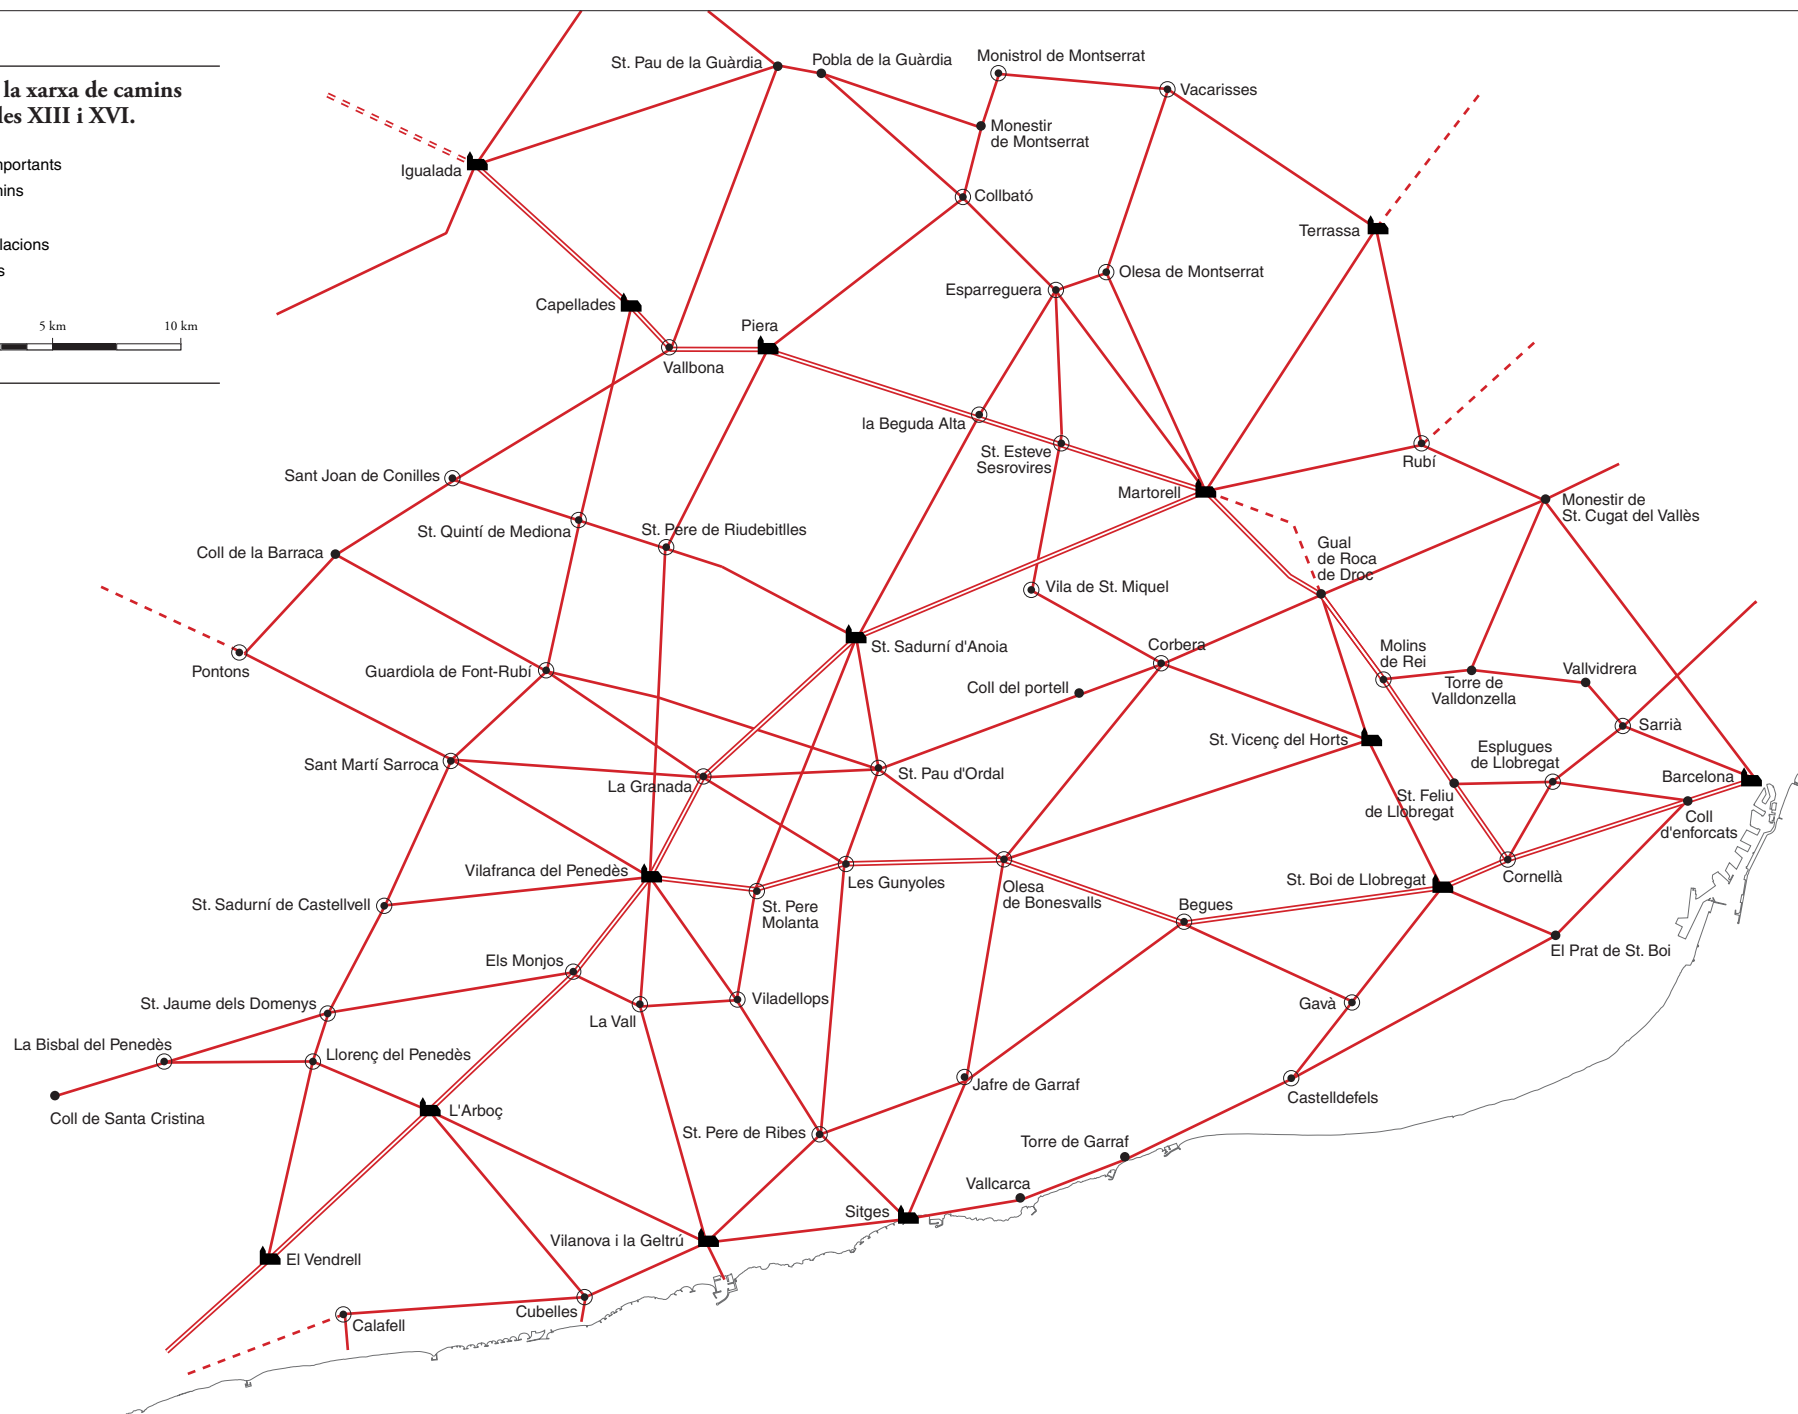 la xarxa de camins
les XIII i XVI.
mportants
mins
lacions
s
5 km
10 km
St. Pau de la Guàrdia
Pobla de la Guàrdia
Monistrol de Montserrat
Vacarisses
Monestir
de Montserrat
Igualada
Collbató
Terrassa
Olesa de Montserrat
Esparreguera
Capellades
Piera
Vallbona
la Beguda Alta
St. Esteve
Sesrovires
Rubí
Sant Joan de Conilles
Martorell
Monestir de
St. Cugat del Vallès
St. Quintí de Mediona
St. Pere de Riudebitlles
Coll de la Barraca
Gual
de Roca
de Droc
Vila de St. Miquel
St. Sadurní d'Anoia
Corbera
Molins
de Rei
Pontons
Guardiola de Font-Rubí
Coll del portell
Torre de
Valldonzella
Vallvidrera
Sarrià
St. Vicenç del Horts
Esplugues
de Llobregat
Sant Martí Sarroca
La Granada
St. Pau d'Ordal
Barcelona
St. Feliu
de Llobregat
Coll
d'enforcats
Vilafranca del Penedès
Les Gunyoles
Olesa
de Bonesvalls
St. Boi de Llobregat
Cornellà
St. Sadurní de Castellvell
St. Pere
Molanta
Begues
El Prat de St. Boi
Els Monjos
St. Jaume dels Domenys
Viladellops
La Vall
Gavà
La Bisbal del Penedès
Llorenç del Penedès
Jafre de Garraf
Castelldefels
Coll de Santa Cristina
L'Arboç
St. Pere de Ribes
Torre de Garraf
Vallcarca
Sitges
Vilanova i la Geltrú
El Vendrell
Cubelles
Calafell